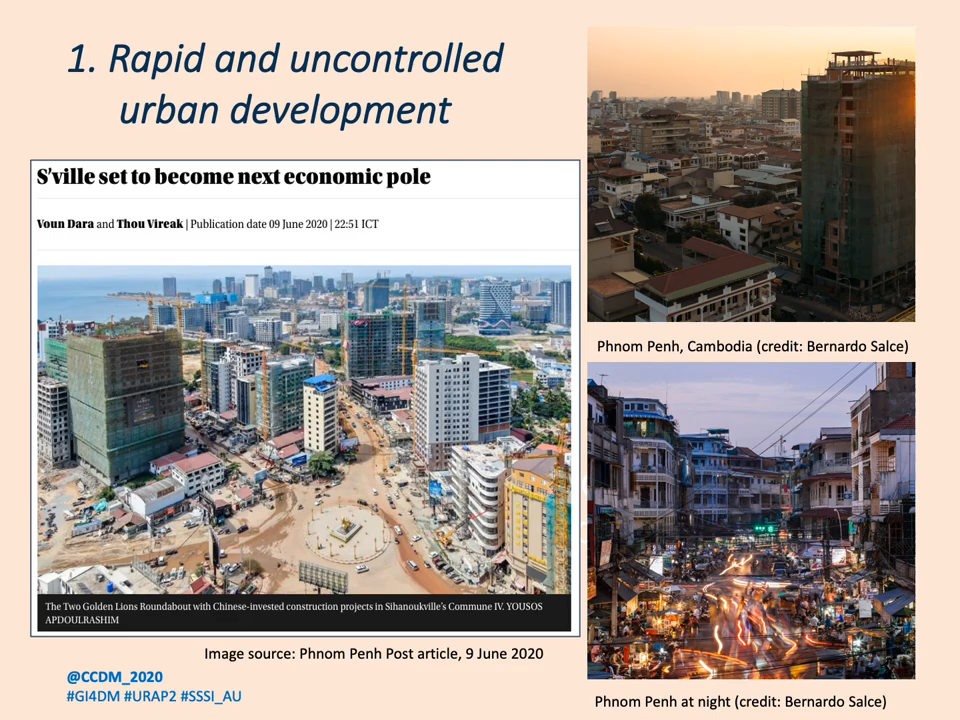 1. Rapid and uncontrolled
urban development
S'ville set to become next economic pole
Voun Dara and Thou Vireak | Publication date 09 June 2020 | 22:51 ICT
The Two Golden Lions Roundabout with Chinese-invested construction projects in Sihanoukville's Commune IV. YOUSOS
APDOULRASHIM
Image source: Phnom Penh Post article, 9 June 2020
@CCDM_2020
#GI4DM #URAP2 #SSSI_AU
Phnom Penh, Cambodia (credit: Bernardo Salce)
Phnom Penh at night (credit: Bernardo Salce)